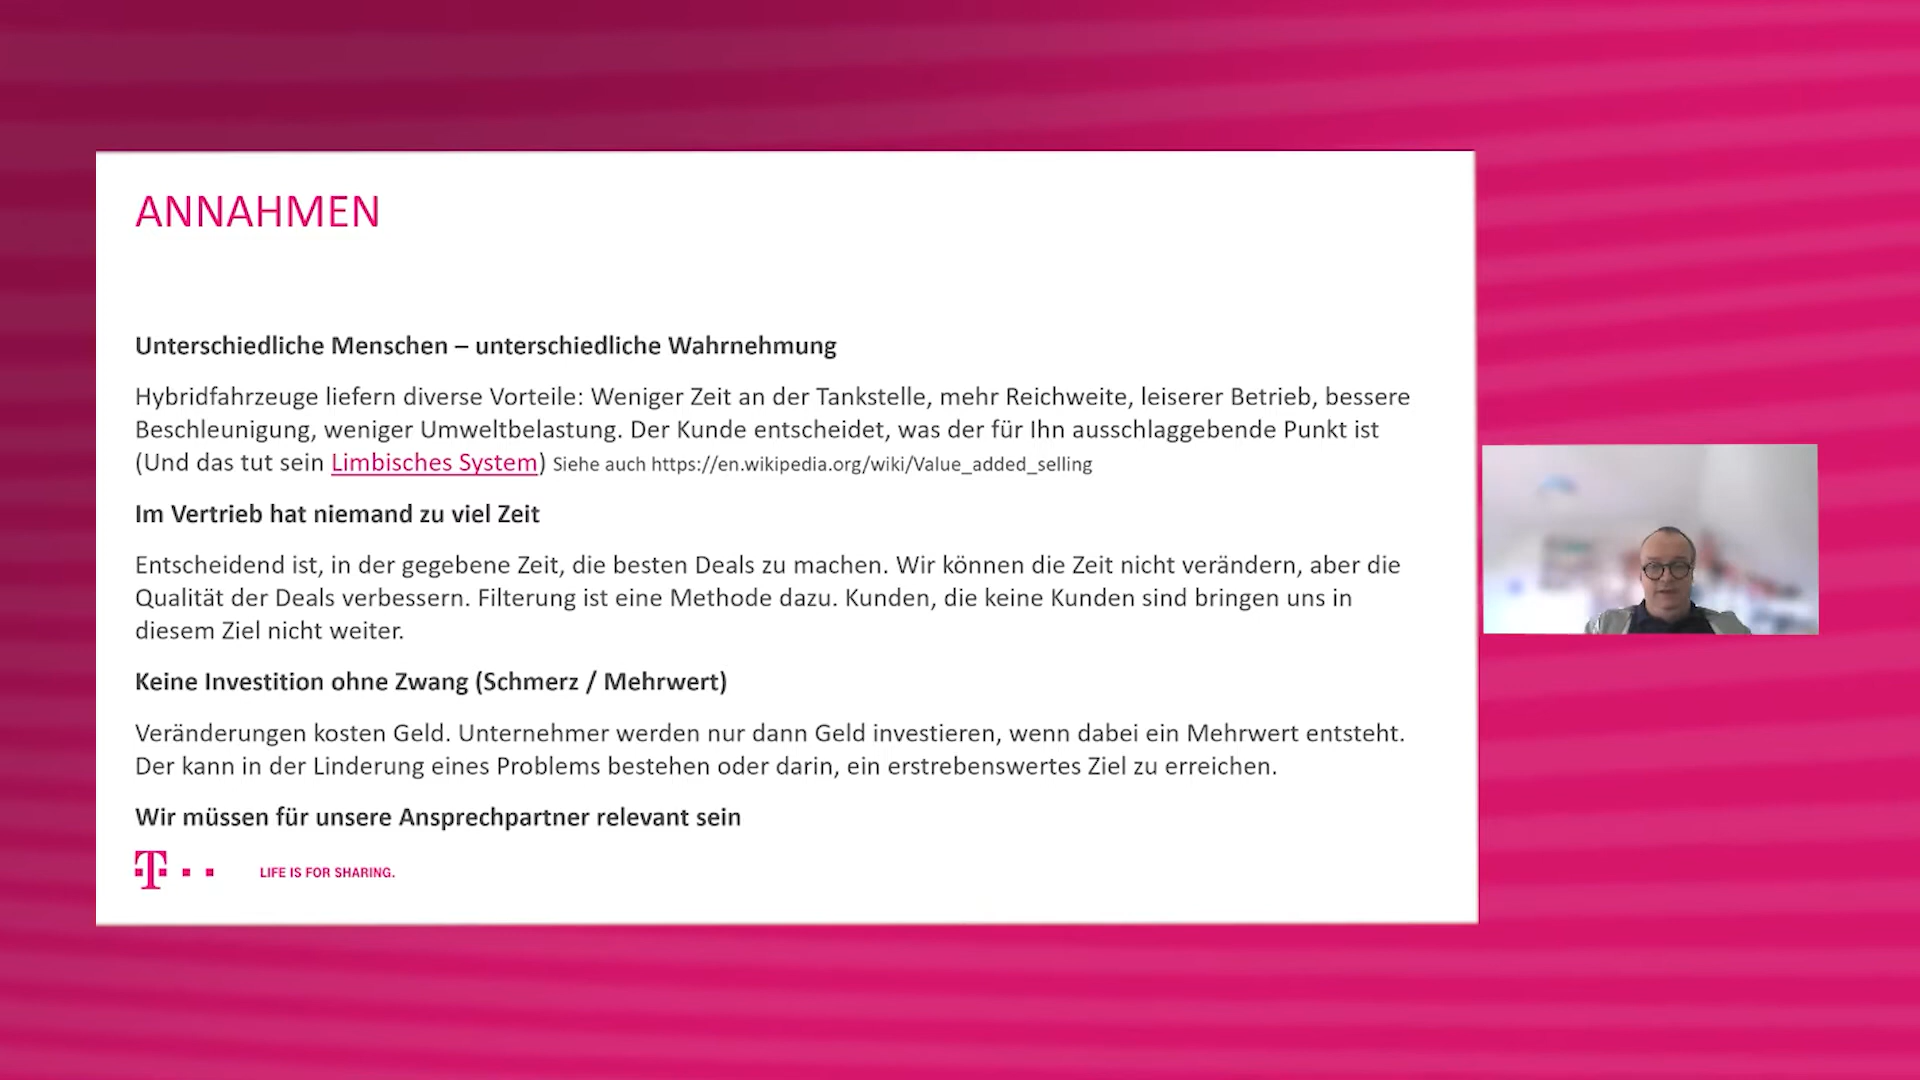 ANNAHMEN
Unterschiedliche Menschen – unterschiedliche Wahrnehmung
Hybridfahrzeuge liefern diverse Vorteile: Weniger Zeit an der Tankstelle, mehr Reichweite, leiserer Betrieb, bessere
Beschleunigung, weniger Umweltbelastung. Der Kunde entscheidet, was der für Ihn ausschlaggebende Punkt ist
(Und das tut sein Limbisches System) Siehe auch https://en.wikipedia.org/wiki/Value_added_selling
Im Vertrieb hat niemand zu viel Zeit
Entscheidend ist, in der gegebene Zeit, die besten Deals zu machen. Wir können die Zeit nicht verändern, aber die
Qualität der Deals verbessern. Filterung ist eine Methode dazu. Kunden, die keine Kunden sind bringen uns in
diesem Ziel nicht weiter.
Keine Investition ohne Zwang (Schmerz / Mehrwert)
Veränderungen kosten Geld. Unternehmer werden nur dann Geld investieren, wenn dabei ein Mehrwert entsteht.
Der kann in der Linderung eines Problems bestehen oder darin, ein erstrebenswertes Ziel zu erreichen.
Wir müssen für unsere Ansprechpartner relevant sein
T
LIFE IS FOR SHARING.